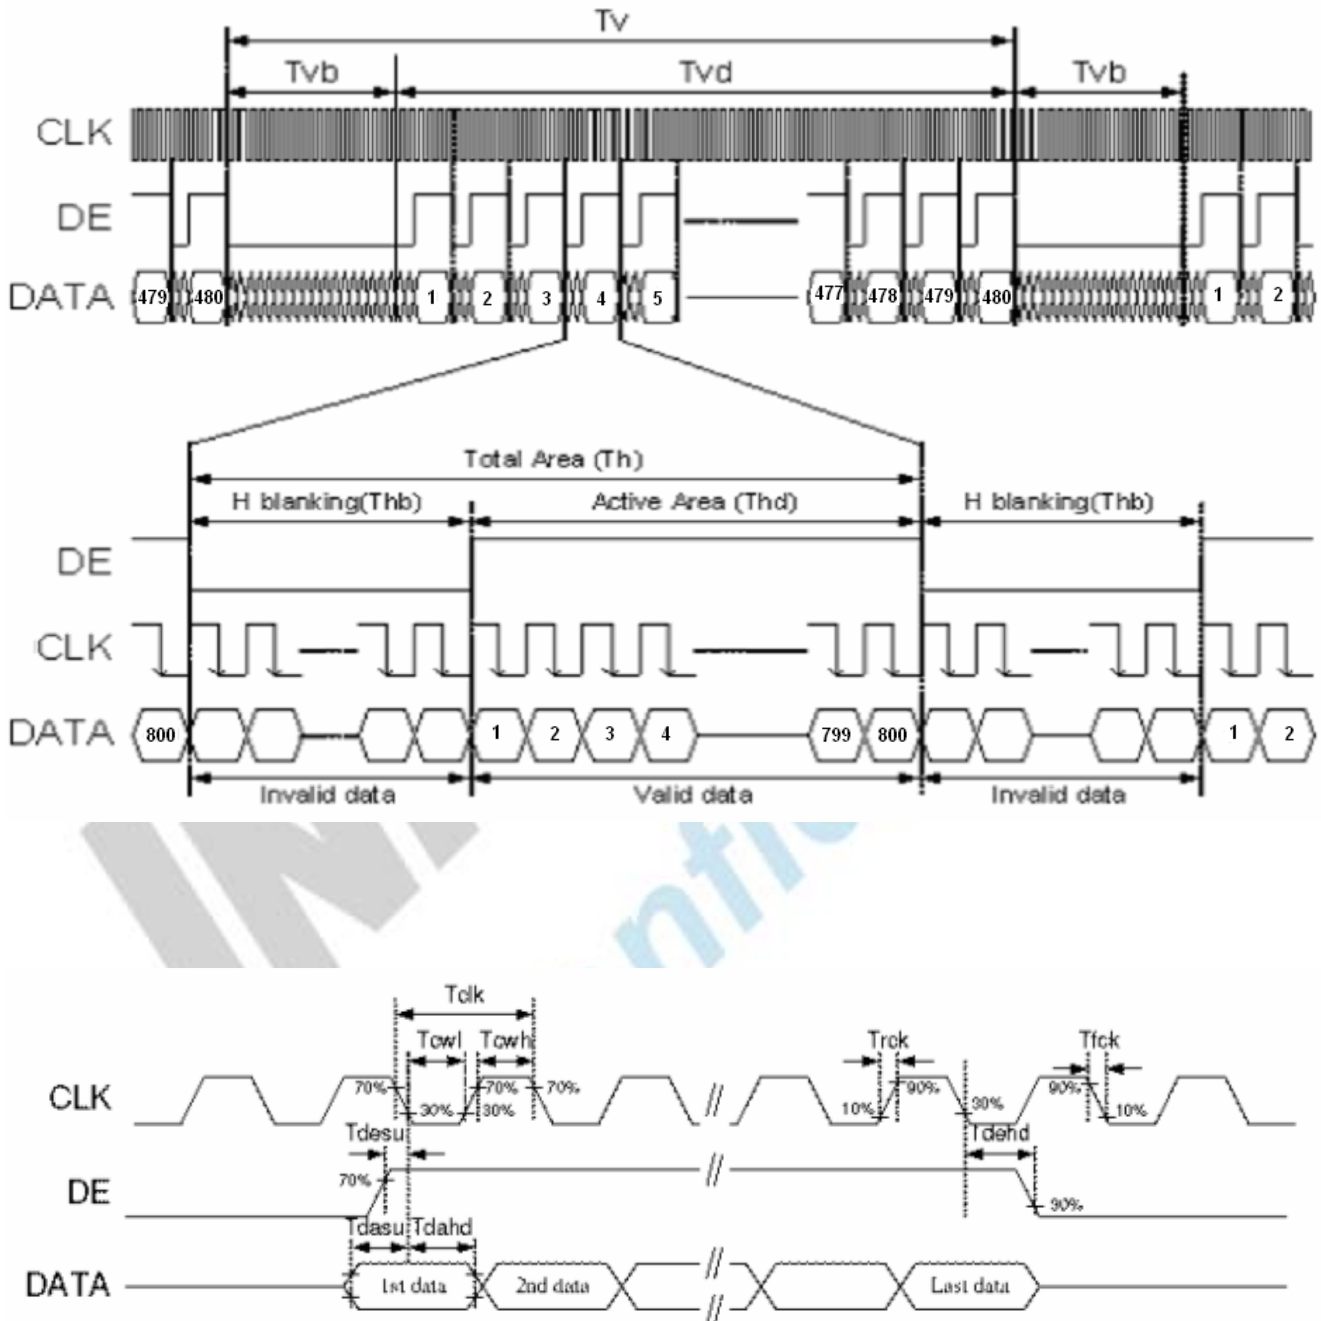 Tv
Tvb Tvd Tvb
CLK
DE
DATA 479 480 1 2 3 4 5 477 478 479 480 1 2
Total Area (Th)
H blanking(Thb) Active Area (Thd) H blanking(Thb)
DE
CLK
DATA 800 1 2 3 4 799 800 1 2
Invalid data Valid data Invalid data
Tclk
Tcwl Tcwh Trck Tfck
CLK 70% 30% 70% 30% 70% 10% 90% 30% 90% 10%
Tdesu Tdehd
DE 70% 30%
Tdasu Tdahd
DATA 1st data 2nd data Last data